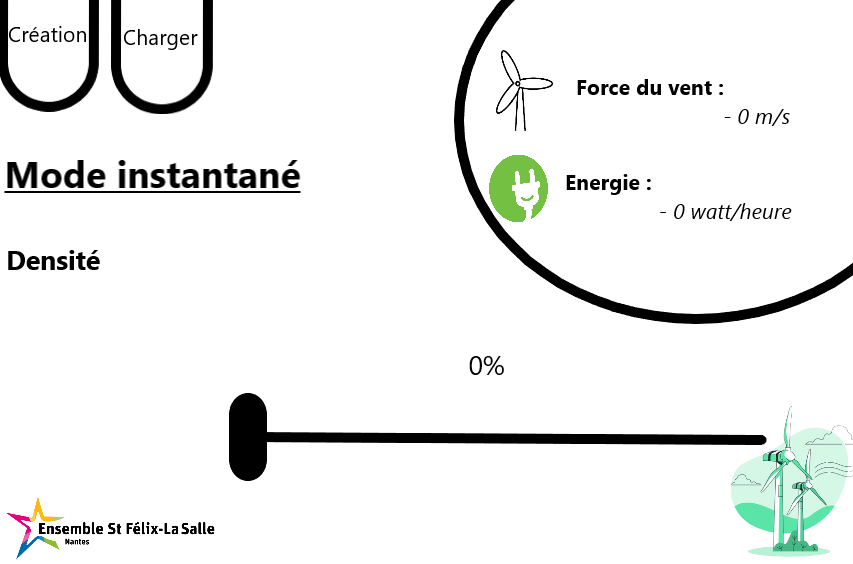 Création
Charger
Force du vent :
- 0 m/s
Mode instantané
Energie :
- 0 watt/heure
Densité
0%
Ensemble St Félix-La Salle
Nantes